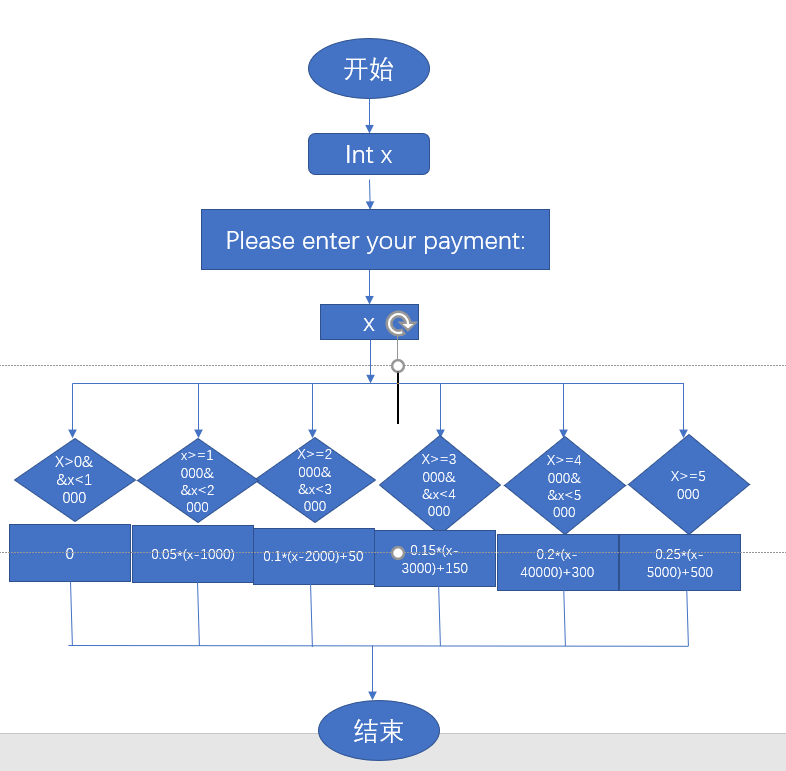 开始
Int x
Please enter your payment:
x
X>0&
&x<1
000
x>=1
000&
&x<2
000
X>=2
000&
&x<3
000
X>=3
000&
&x<4
000
X>=4
000&
&x<5
000
X>=5
000
0
0.05*(x-1000)
0.1*(x-2000)+50
0.15*(x-
3000)+150
0.2*(x-
40000)+300
0.25*(x-
5000)+500
结束